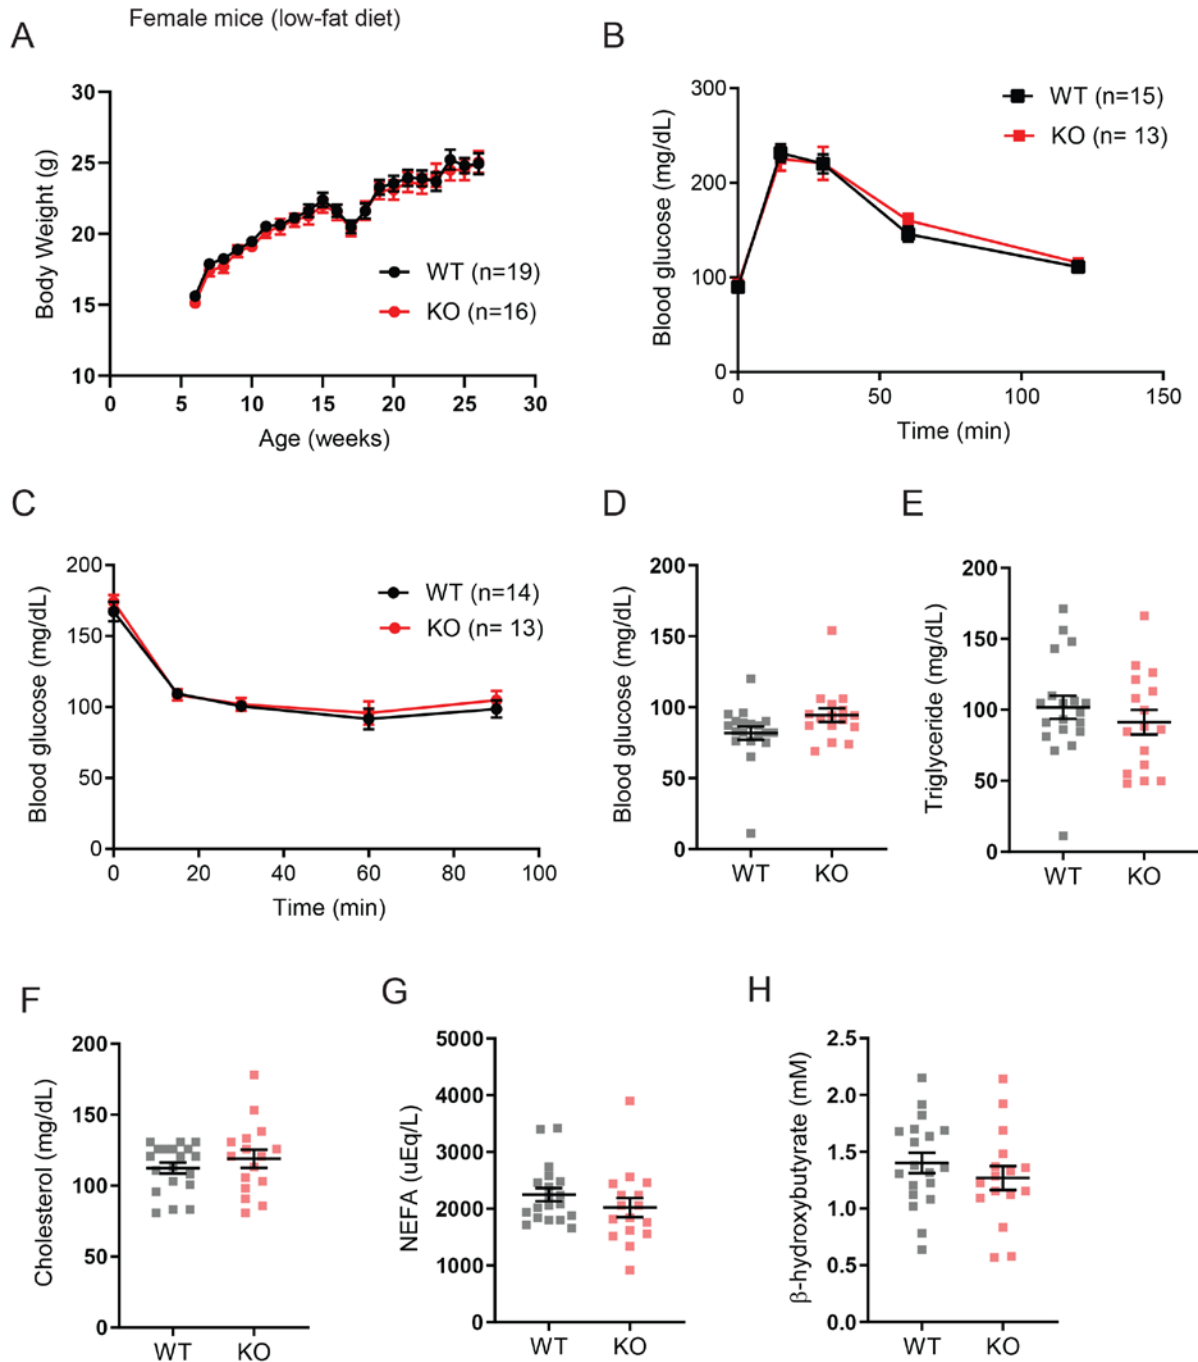 Female mice (low-fat diet)
A
Body Weight (g)
30
25
20
15
10
0 5 10 15 20 25 30
Age (weeks)
WT (n=19)
KO (n=16)
B
Blood glucose (mg/dL)
300
200
100
0
0 50 100 150
Time (min)
WT (n=15)
KO (n= 13)
C
Blood glucose (mg/dL)
200
150
100
50
0
0 20 40 60 80 100
Time (min)
WT (n=14)
KO (n= 13)
D
Blood glucose (mg/dL)
200
150
100
50
0
WT KO
E
Triglyceride (mg/dL)
200
150
100
50
0
WT KO
F
Cholesterol (mg/dL)
200
150
100
50
0
WT KO
G
NEFA (uEq/L)
5000
4000
3000
2000
1000
0
WT KO
H
β-hydroxybutyrate (mM)
2.5
2.0
1.5
1.0
0.5
0.0
WT KO